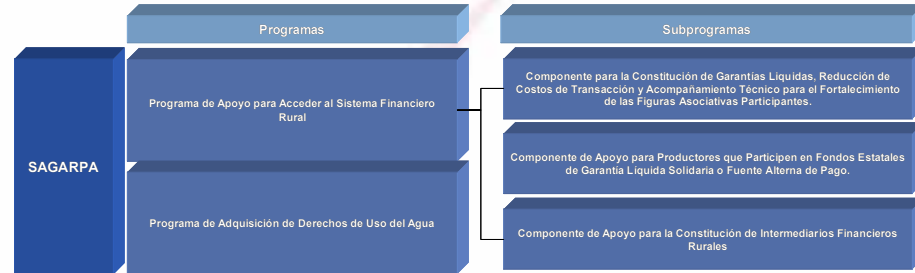 Programas
Subprogramas
SAGARPA
Programa de Apoyo para Acceder al Sistema Financiero
Rural
Programa de Adquisición de Derechos de Uso del Agua
Componente para la Constitución de Garantías Liquidas, Reducción de
Costos de Transacción y Acompañamiento Técnico para el Fortalecimiento
de las Figuras Asociativas Participantes.
Componente de Apoyo para Productores que Participen en Fondos Estatales
de Garantía Líquida Solidaria o Fuente Alterna de Pago.
Componente de Apoyo para la Constitución de Intermediarios Financieros
Rurales